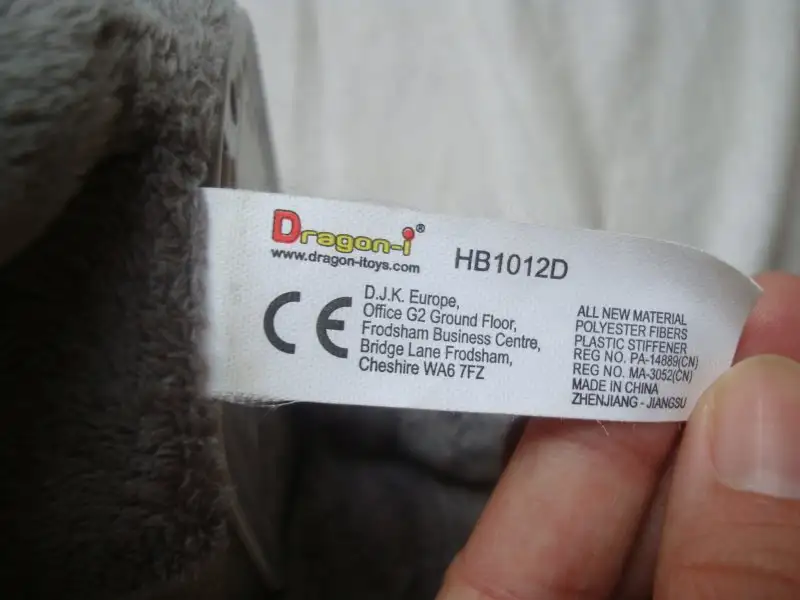 Dragon-i®
www.dragon-itoys.com
HB1012D
CE
D.J.K. Europe,
Office G2 Ground Floor,
Frodsham Business Centre,
Bridge Lane Frodsham,
Cheshire WA6 7FZ
ALL NEW MATERIAL
POLYESTER FIBERS
PLASTIC STIFFENER
REG NO. PA-14889(CN)
REG NO. MA-3052(CN)
MADE IN CHINA
ZHENJIANG - JIANGSU